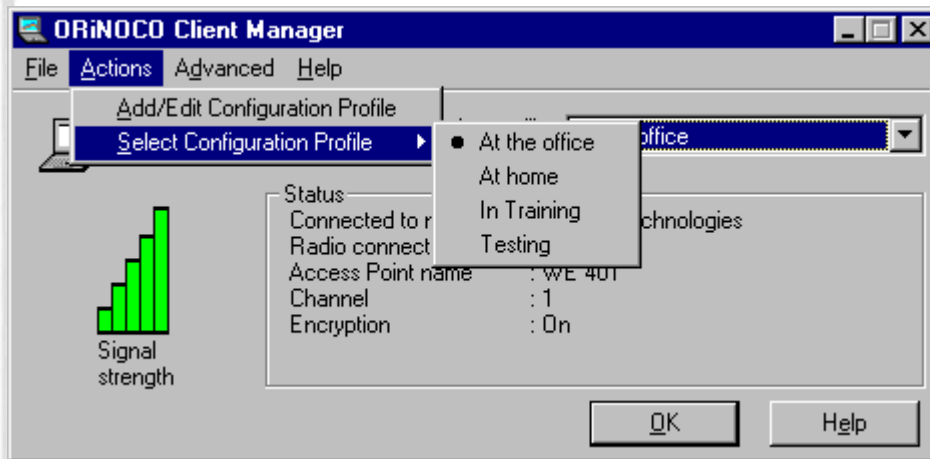 ORiNOCO Client Manager
File Actions Advanced Help
Add/Edit Configuration Profile
Select Configuration Profile
office
At the office
At home
In Training
Testing
Status
Connected to
chnologies
Radio connect
Access Point name : WE 401
Channel : 1
Encryption : On
Signal
strength
OK Help